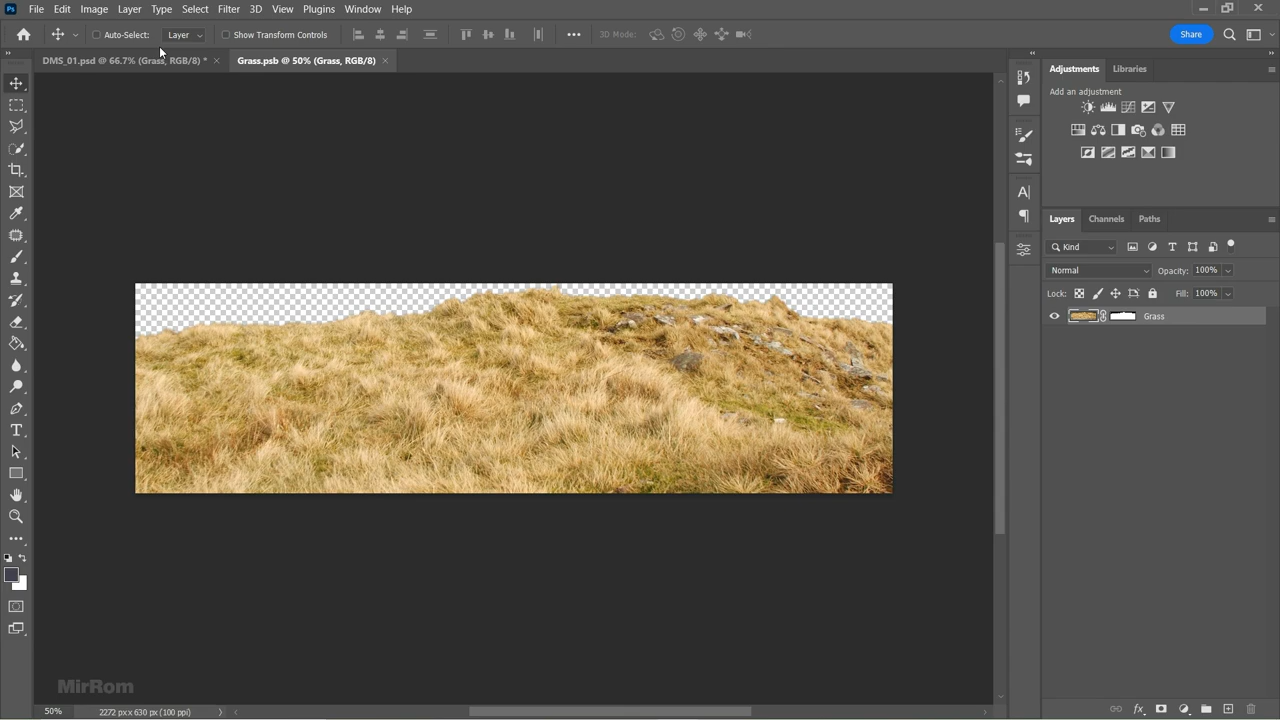 Ps File Edit Image Layer Type Select Filter 3D View Plugins Window Help
Auto-Select: Layer Show Transform Controls 3D Mode: Share
DMS_01.psd @ 66.7% (Grass, RGB/8) * Grass.psb @ 50% (Grass, RGB/8)
Adjustments Libraries
Add an adjustment
Layers Channels Paths
Kind
Normal Opacity: 100%
Lock: Fill: 100%
Grass
MirRom
50% 2272 px x 630 px (100 ppi)